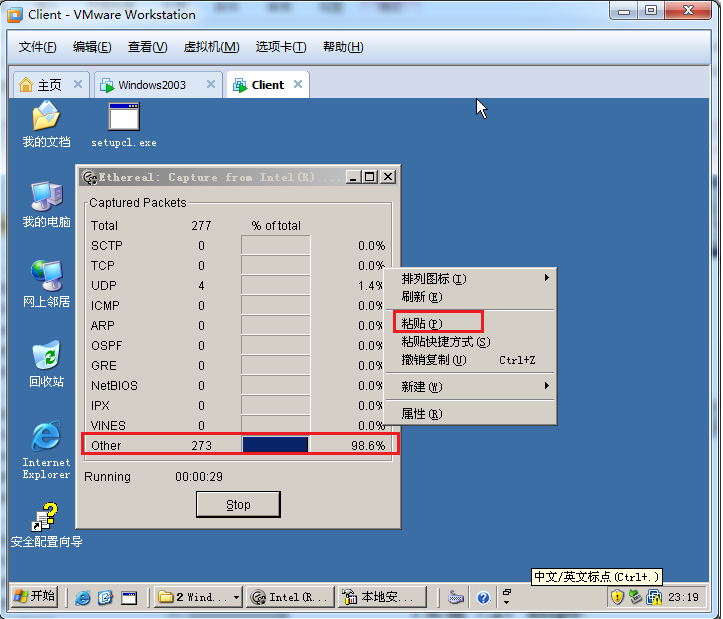 Client - VMware Workstation
文件(F) 编辑(E) 查看(V) 虚拟机(M) 选项卡(T) 帮助(H)
主页 Windows2003 Client
我的文档
setupcl.exe
我的电脑
网上邻居
回收站
Internet
Explorer
安全配置向导
Ethereal: Capture from Intel(R) ...
Captured Packets
Total 277 % of total
SCTP 0 0.0%
TCP 0 0.0%
UDP 4 1.4%
ICMP 0 0.0%
ARP 0 0.0%
OSPF 0 0.0%
GRE 0 0.0%
NetBIOS 0 0.0%
IPX 0 0.0%
VINES 0 0.0%
Other 273 98.6%
Running 00:00:29
Stop
排列图标(I)
刷新(E)
粘贴(P)
粘贴快捷方式(S)
撤销复制(U) Ctrl+Z
新建(W)
属性(R)
中文/英文标点(Ctrl+.)
开始 2 Wind... Intel(R... 本地安... 23:19